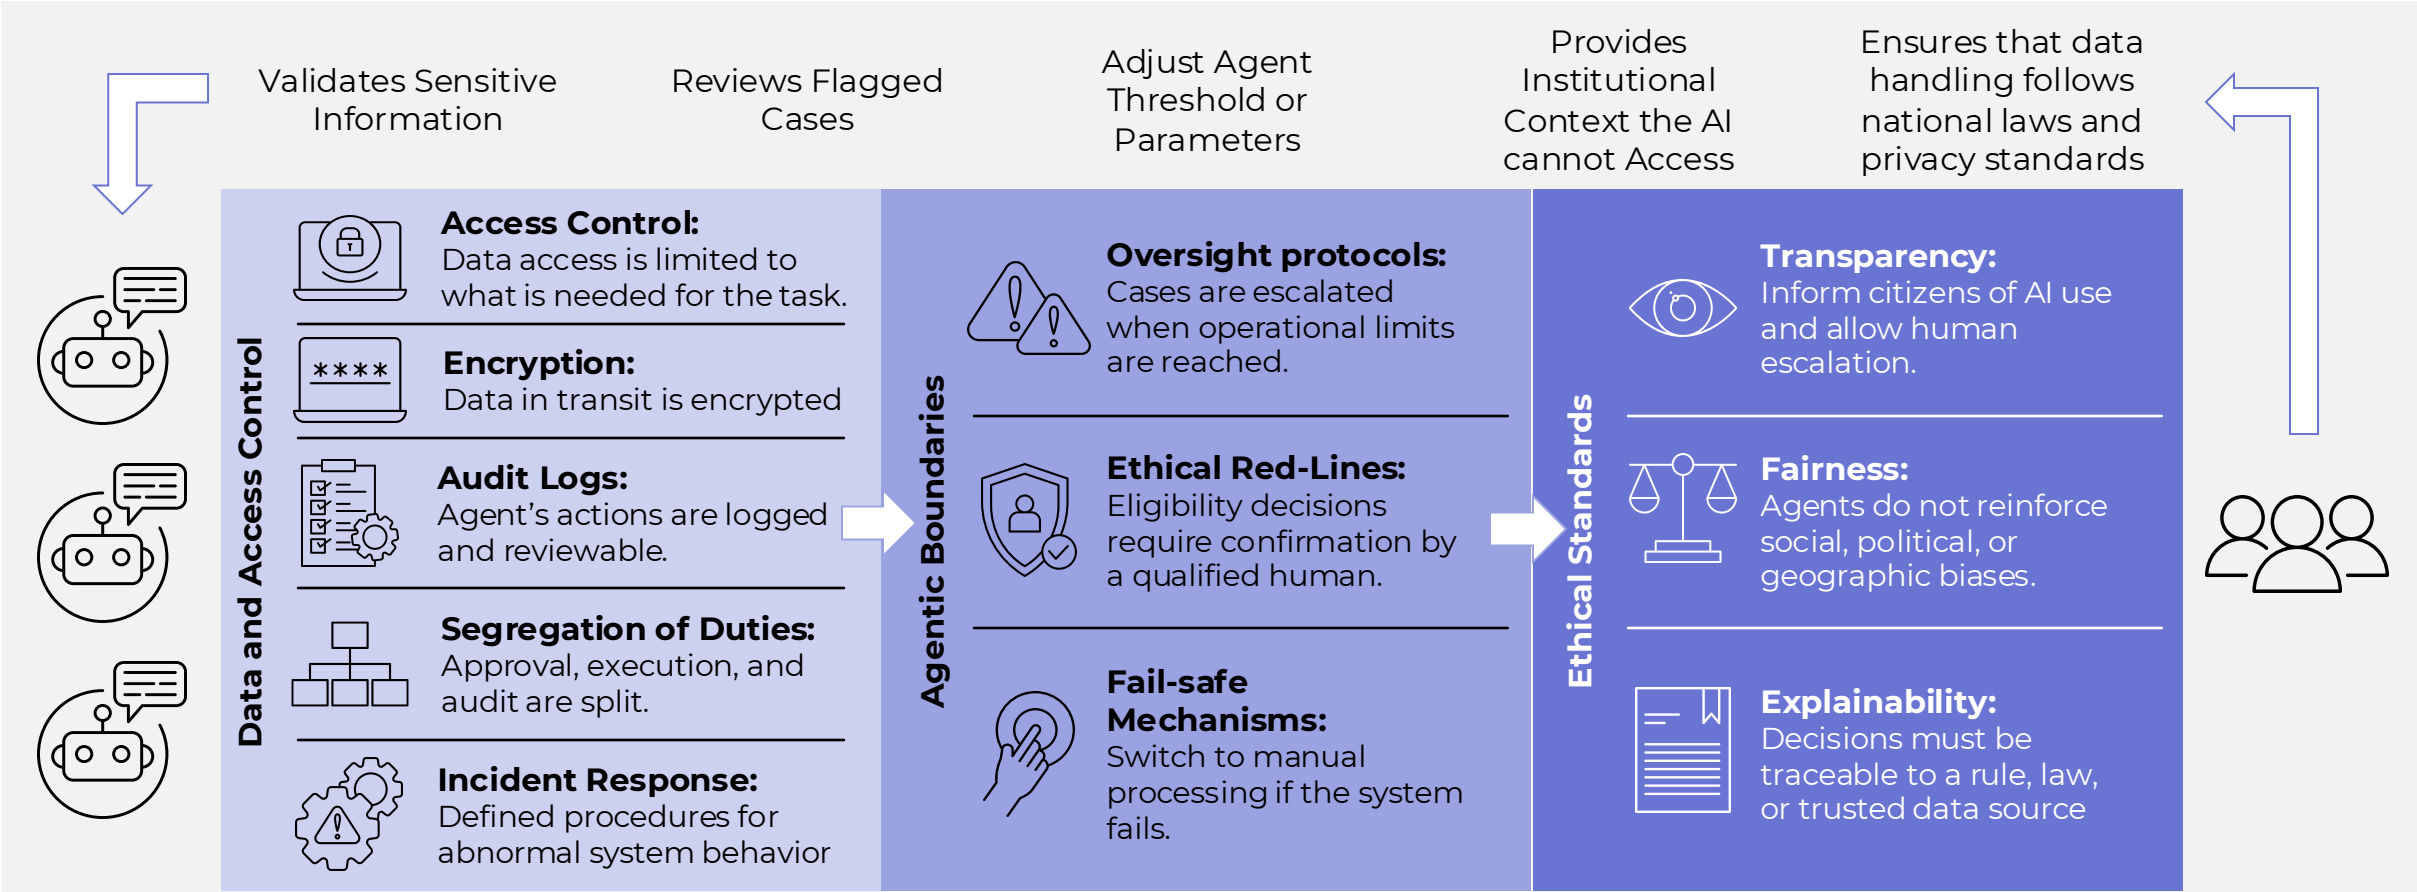 Validates Sensitive
Information
Reviews Flagged
Cases
Adjust Agent
Threshold or
Parameters
Provides
Institutional
Context the AI
cannot Access
Ensures that data
handling follows
national laws and
privacy standards
Data and Access Control
Access Control:
Data access is limited to
what is needed for the task.
****
Encryption:
Data in transit is encrypted
Audit Logs:
Agent's actions are logged
and reviewable.
Segregation of Duties:
Approval, execution, and
audit are split.
Incident Response:
Defined procedures for
abnormal system behavior
Agentic Boundaries
Oversight protocols:
Cases are escalated
when operational limits
are reached.
Ethical Red-Lines:
Eligibility decisions
require confirmation by
a qualified human.
Fail-safe
Mechanisms:
Switch to manual
processing if the system
fails.
Ethical Standards
Transparency:
Inform citizens of AI use
and allow human
escalation.
Fairness:
Agents do not reinforce
social, political, or
geographic biases.
Explainability:
Decisions must be
traceable to a rule, law,
or trusted data source